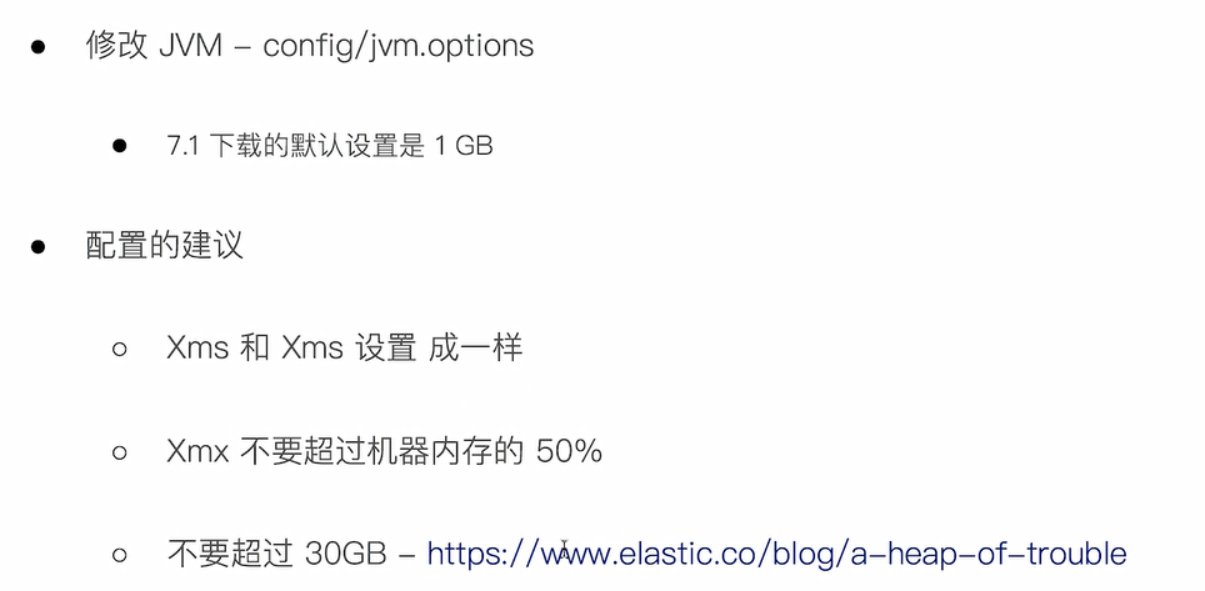 修改 JVM – config/jvm.options
7.1 下载的默认设置是 1 GB
配置的建议
Xms 和 Xms 设置 成一样
Xmx 不要超过机器内存的 50%
不要超过 30GB – https://www.elastic.co/blog/a-heap-of-trouble